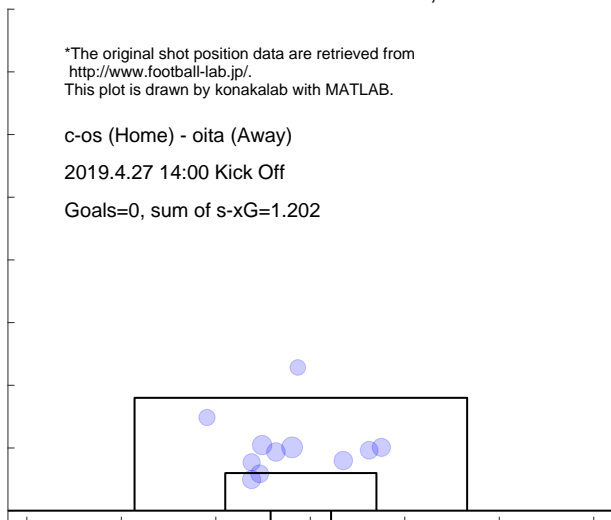 *The original shot position data are retrieved from
http://www.football-lab.jp/.
This plot is drawn by konakalab with MATLAB.
c-os (Home) - oita (Away)
2019.4.27 14:00 Kick Off
Goals=0, sum of s-xG=1.202